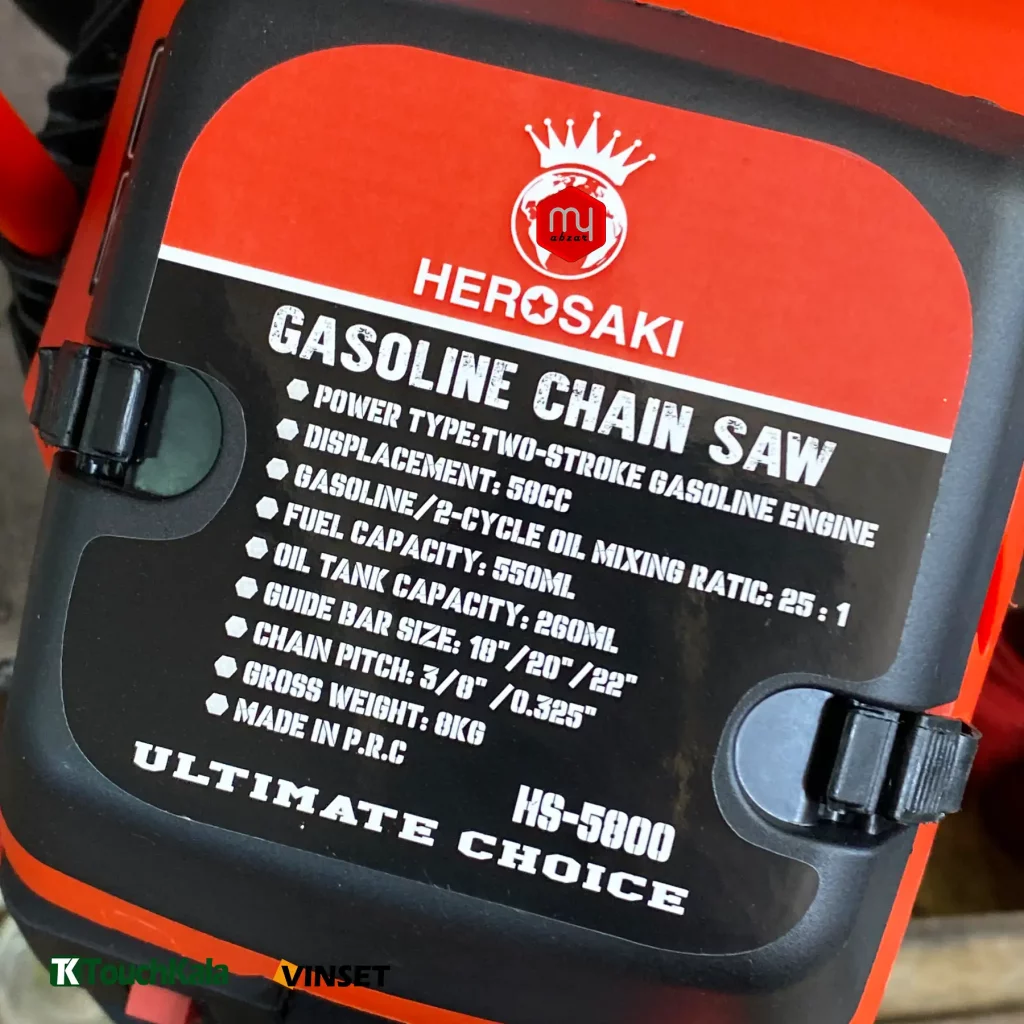 my
abzar
HEROSAKI
GASOLINE CHAIN SAW
POWER TYPE:TWO-STROKE GASOLINE ENGINE
DISPLACEMENT: 58CC
GASOLINE/2-CYCLE OIL MIXING RATIC: 25 : 1
FUEL CAPACITY: 550ML
OIL TANK CAPACITY: 260ML
GUIDE BAR SIZE: 18"/20"/22"
CHAIN PITCH: 3/8" /0.325"
GROSS WEIGHT: 8KG
MADE IN P.R.C
HS-5800
ULTIMATE CHOICE
TK TouchKala
VINSET